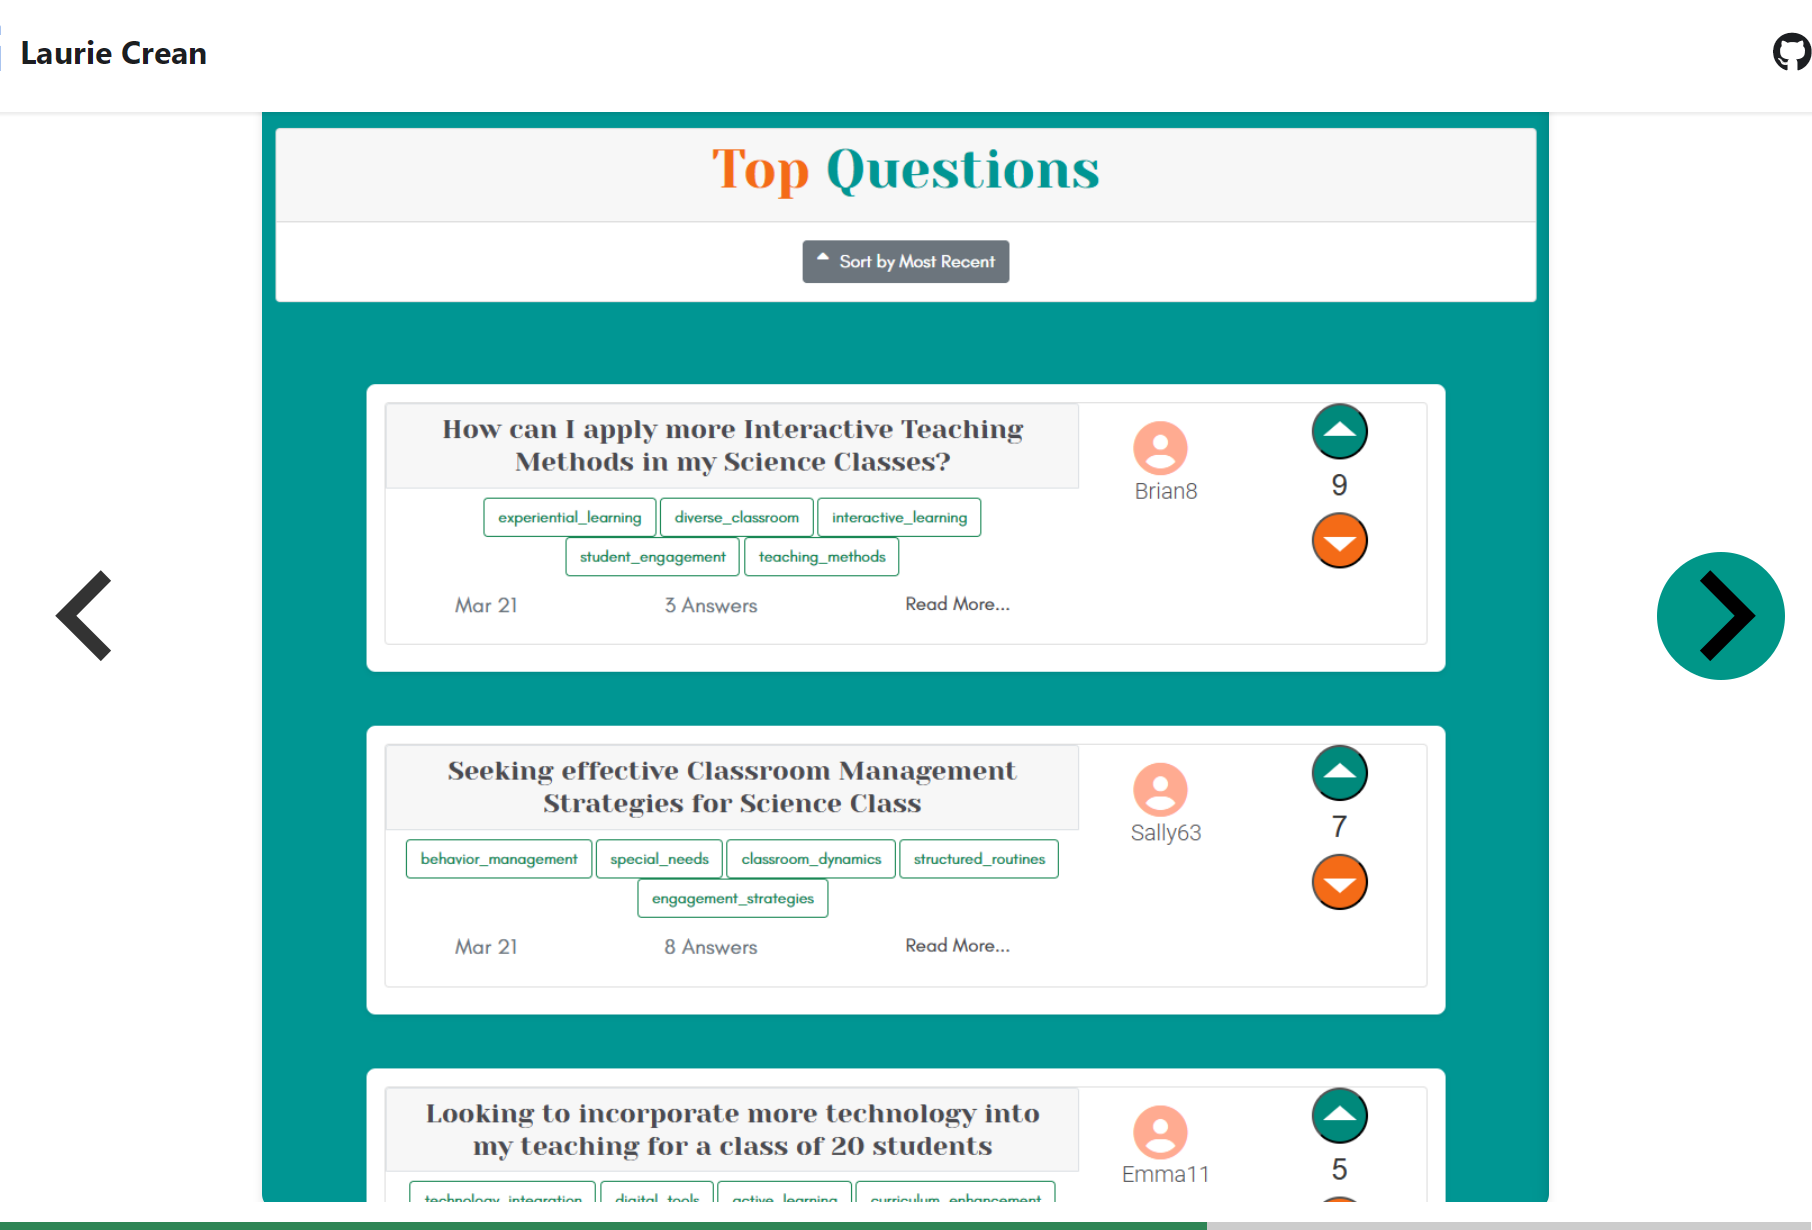 Laurie Crean
Top Questions
Sort by Most Recent
How can I apply more Interactive Teaching
Methods in my Science Classes?
experiential_learning diverse_classroom interactive_learning
student_engagement teaching_methods
Mar 21 3 Answers Read More...
Brian8
9
Seeking effective Classroom Management
Strategies for Science Class
behavior_management special_needs classroom_dynamics structured_routines
engagement_strategies
Mar 21 8 Answers Read More...
Sally63
7
Looking to incorporate more technology into
my teaching for a class of 20 students
technology_integration digital_tools active_learning curriculum_enhancement
Emma11
5